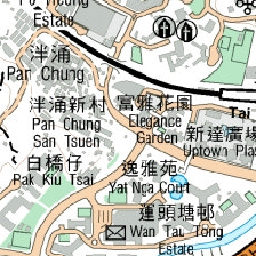 Estate
泮涌
Pan Chung
泮涌新村
Pan Chung
San Tsuen
富雅花園
Elegance
Garden
Tai
新達廣場
Uptown
白橋仔
Pak Kiu Tsai
逸雅苑
Yat Nga Court
運頭塘邨
Wan Tau Tong
Estate